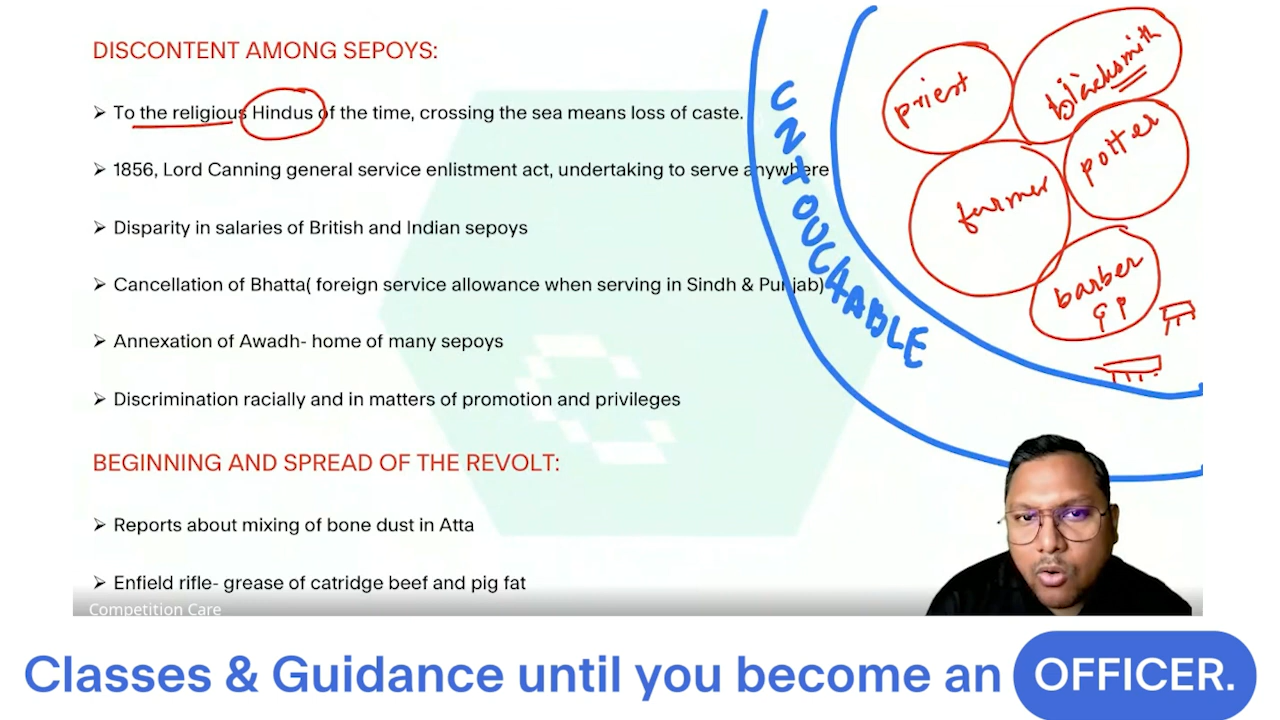 DISCONTENT AMONG SEPOYS:
➢ To the religious Hindus of the time, crossing the sea means loss of caste.
➢ 1856, Lord Canning general service enlistment act, undertaking to serve anywhere
➢ Disparity in salaries of British and Indian sepoys
➢ Cancellation of Bhatta( foreign service allowance when serving in Sindh & Punjab)
➢ Annexation of Awadh- home of many sepoys
➢ Discrimination racially and in matters of promotion and privileges
BEGINNING AND SPREAD OF THE REVOLT:
➢ Reports about mixing of bone dust in Atta
➢ Enfield rifle- grease of catridge beef and pig fat
Competition Care
UNTOUCHABLE
priest
blacksmith
potter
farmer
barber
Classes & Guidance until you become an OFFICER.